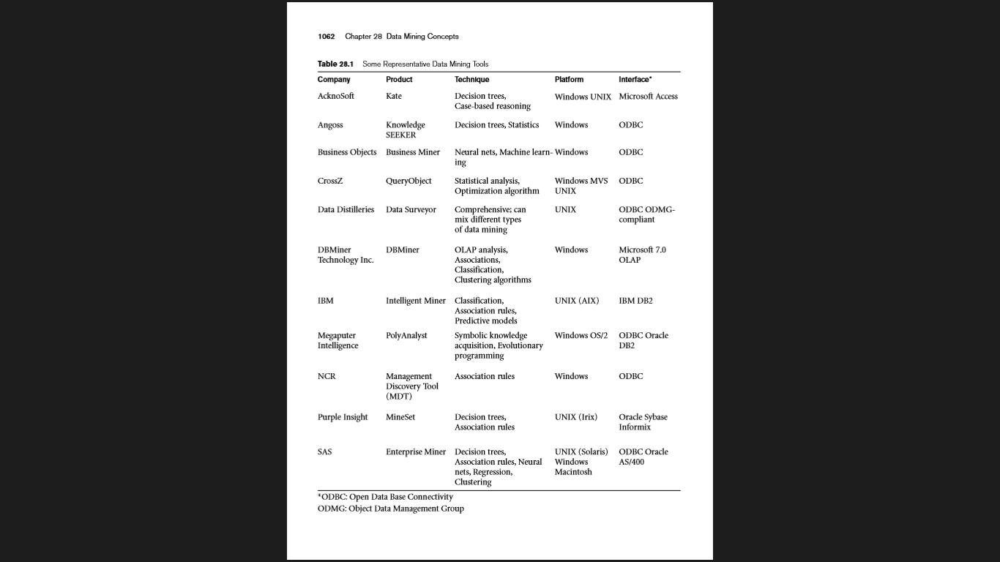 1062 Chapter 28 Data Mining Concepts
Table 28.1 Some Representative Data Mining Tools
Company Product Technique Platform Interface*
AcknoSoft Kate Decision trees, Windows UNIX Microsoft Access
Case-based reasoning
Angoss Knowledge Decision trees, Statistics Windows ODBC
SEEKER
Business Objects Business Miner Neural nets, Machine learn- Windows ODBC
ing
CrossZ QueryObject Statistical analysis, Windows MVS ODBC
Optimization algorithm UNIX
Data Distilleries Data Surveyor Comprehensive; can UNIX ODBC ODMG-
mix different types compliant
of data mining
DBMiner DBMiner OLAP analysis, Windows Microsoft 7.0
Technology Inc. Associations, OLAP
Classification,
Clustering algorithms
IBM Intelligent Miner Classification, UNIX (AIX) IBM DB2
Association rules,
Predictive models
Megaputer PolyAnalyst Symbolic knowledge Windows OS/2 ODBC Oracle
Intelligence acquisition, Evolutionary DB2
programming
NCR Management Association rules Windows ODBC
Discovery Tool
(MDT)
Purple Insight MineSet Decision trees, UNIX (Irix) Oracle Sybase
Association rules Informix
SAS Enterprise Miner Decision trees, UNIX (Solaris) ODBC Oracle
Association rules, Neural Windows AS/400
nets, Regression, Macintosh
Clustering
*ODBC: Open Data Base Connectivity
ODMG: Object Data Management Group